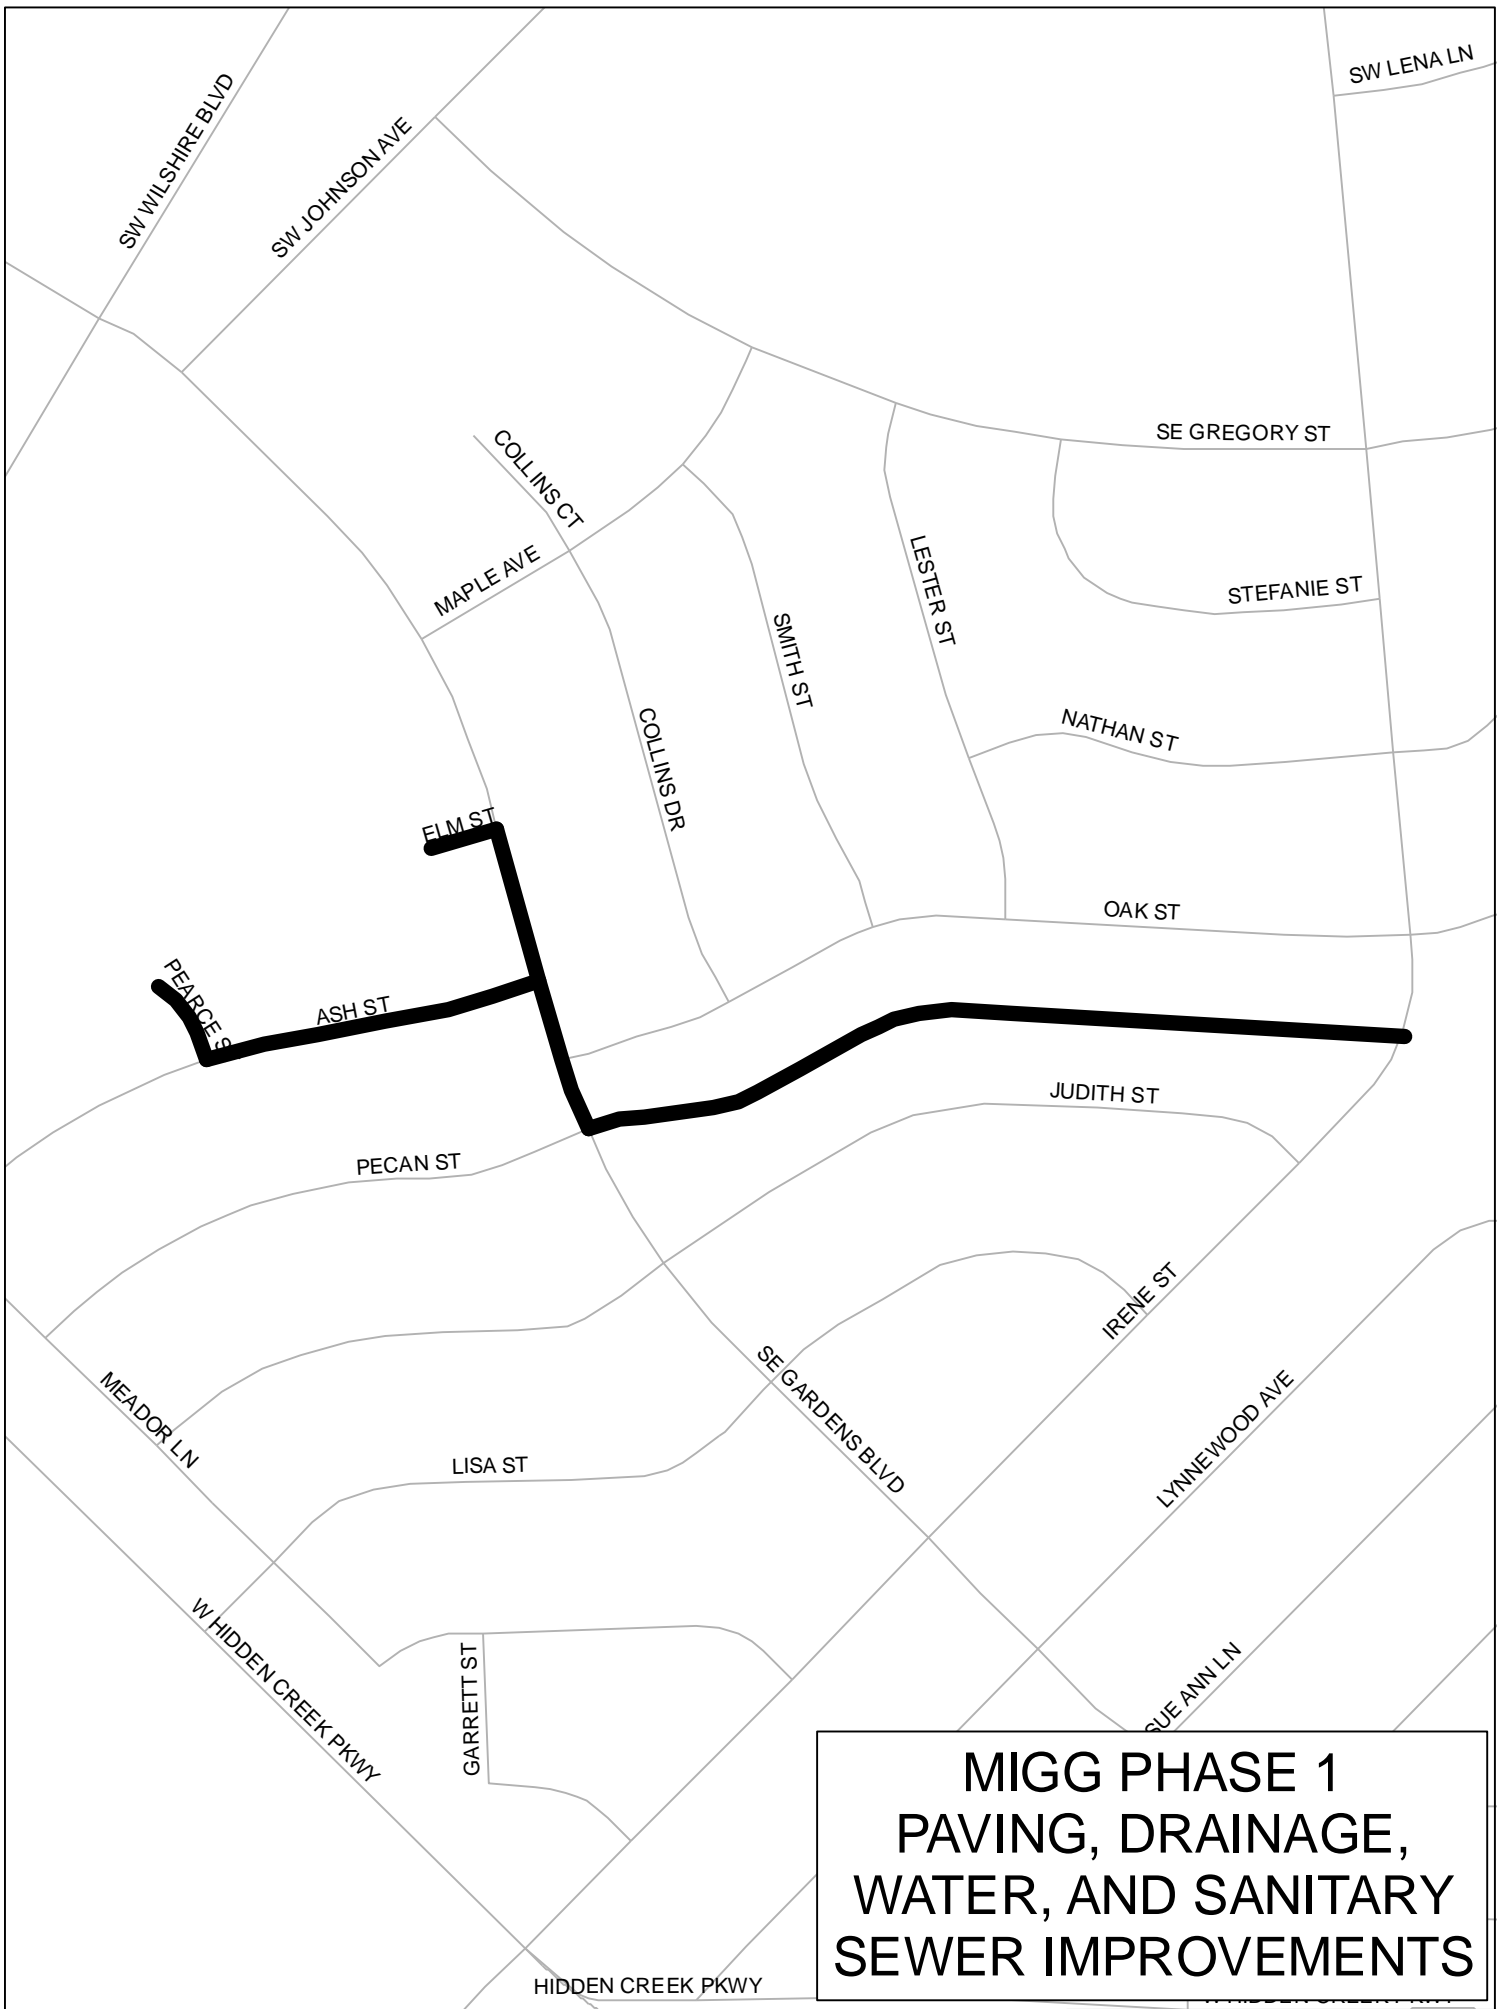 SW LENA LN
SW WILSHIRE BLVD
SW JOHNSON AVE
SE GREGORY ST
COLLINS CT
MAPLE AVE
LESTER ST
STEFANIE ST
SMITH ST
NATHAN ST
COLLINS DR
ELM ST
OAK ST
PEARCE S
ASH ST
JUDITH ST
PECAN ST
IRENE ST
SE GARDENS BLVD
MEADOR LN
LYNNEWOOD AVE
LISA ST
W HIDDEN CREEK PKWY
GARRETT ST
SUE ANN LN
MIGG PHASE 1
PAVING, DRAINAGE,
WATER, AND SANITARY
SEWER IMPROVEMENTS
HIDDEN CREEK PKWY